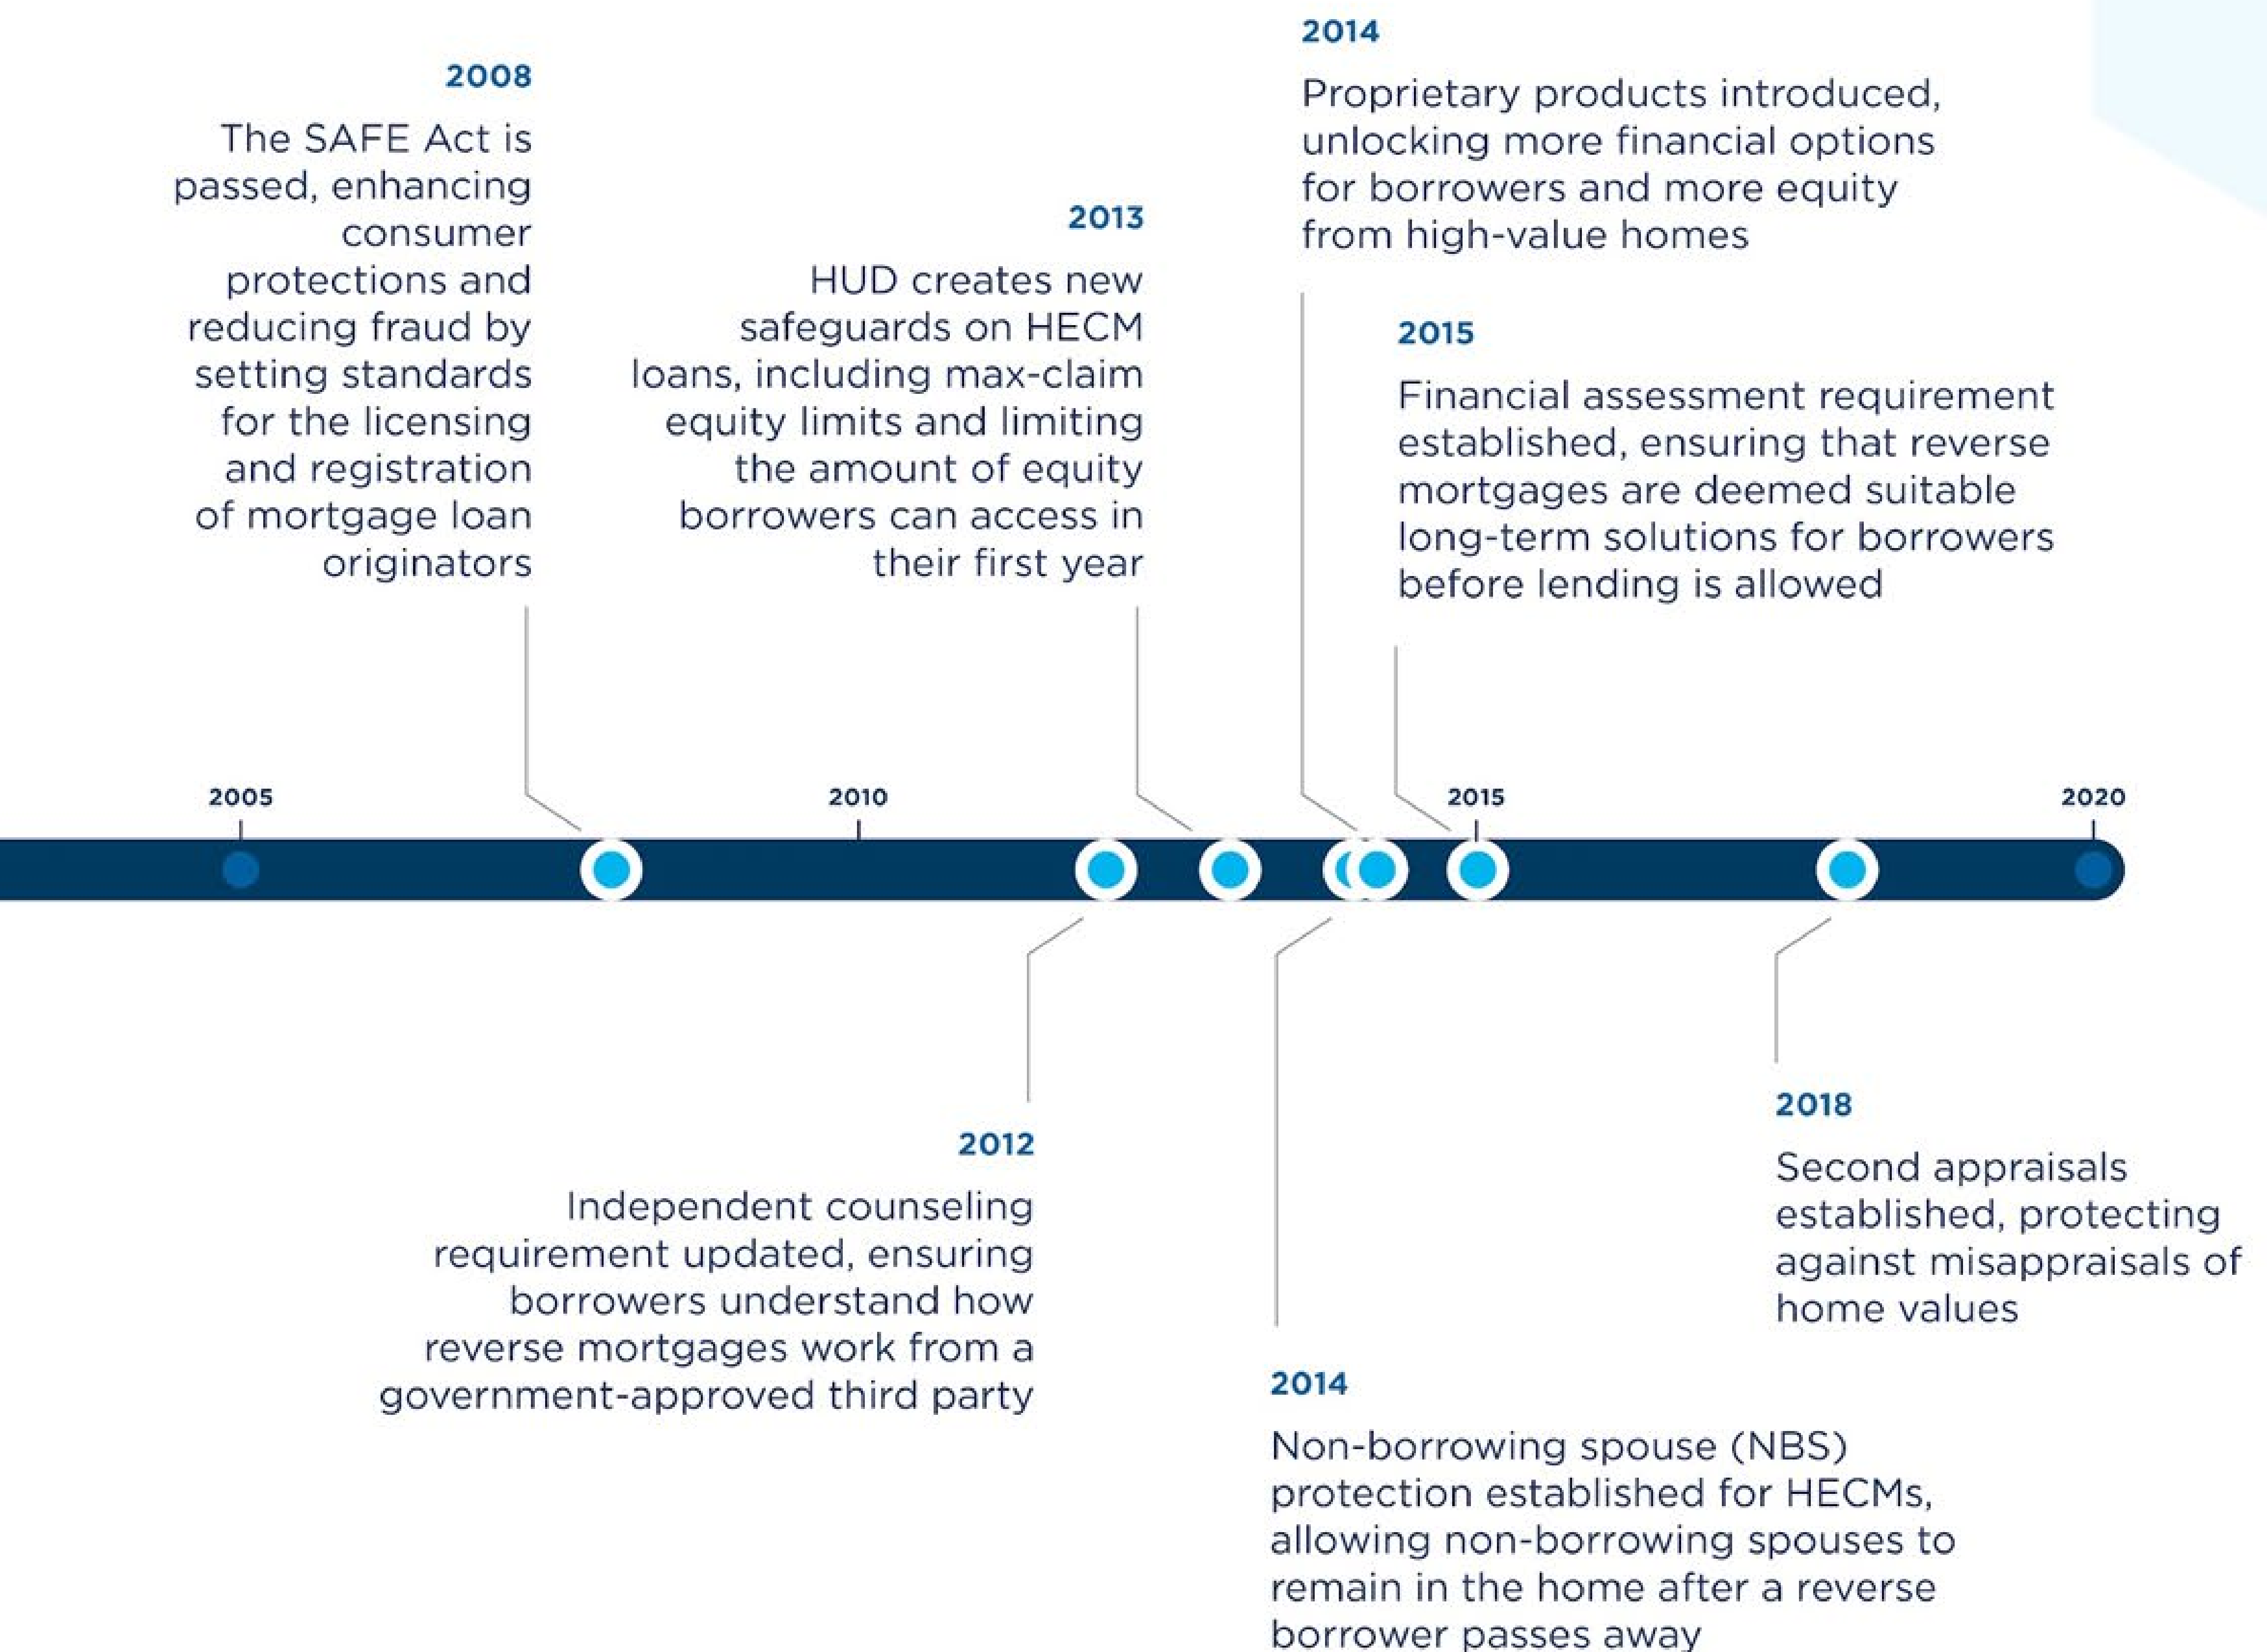 2008
The SAFE Act is
passed, enhancing
consumer
protections and
reducing fraud by
setting standards
for the licensing
and registration
of mortgage loan
originators
2013
HUD creates new
safeguards on HECM
loans, including max-claim
equity limits and limiting
the amount of equity
borrowers can access in
their first year
2014
Proprietary products introduced,
unlocking more financial options
for borrowers and more equity
from high-value homes
2015
Financial assessment requirement
established, ensuring that reverse
mortgages are deemed suitable
long-term solutions for borrowers
before lending is allowed
2005
2010
2015
2020
2012
Independent counseling
requirement updated, ensuring
borrowers understand how
reverse mortgages work from a
government-approved third party
2014
Non-borrowing spouse (NBS)
protection established for HECMs,
allowing non-borrowing spouses to
remain in the home after a reverse
borrower passes away
2018
Second appraisals
established, protecting
against misappraisals of
home values